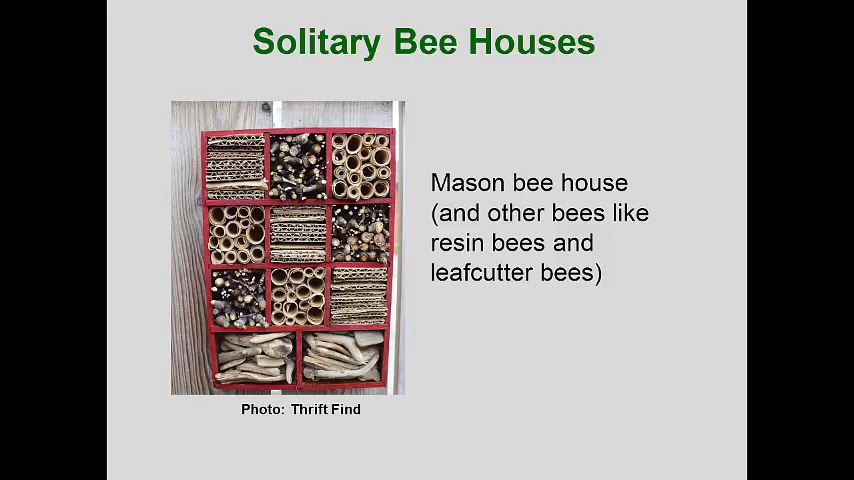 Solitary Bee Houses
Mason bee house
(and other bees like
resin bees and
leafcutter bees)
Photo: Thrift Find